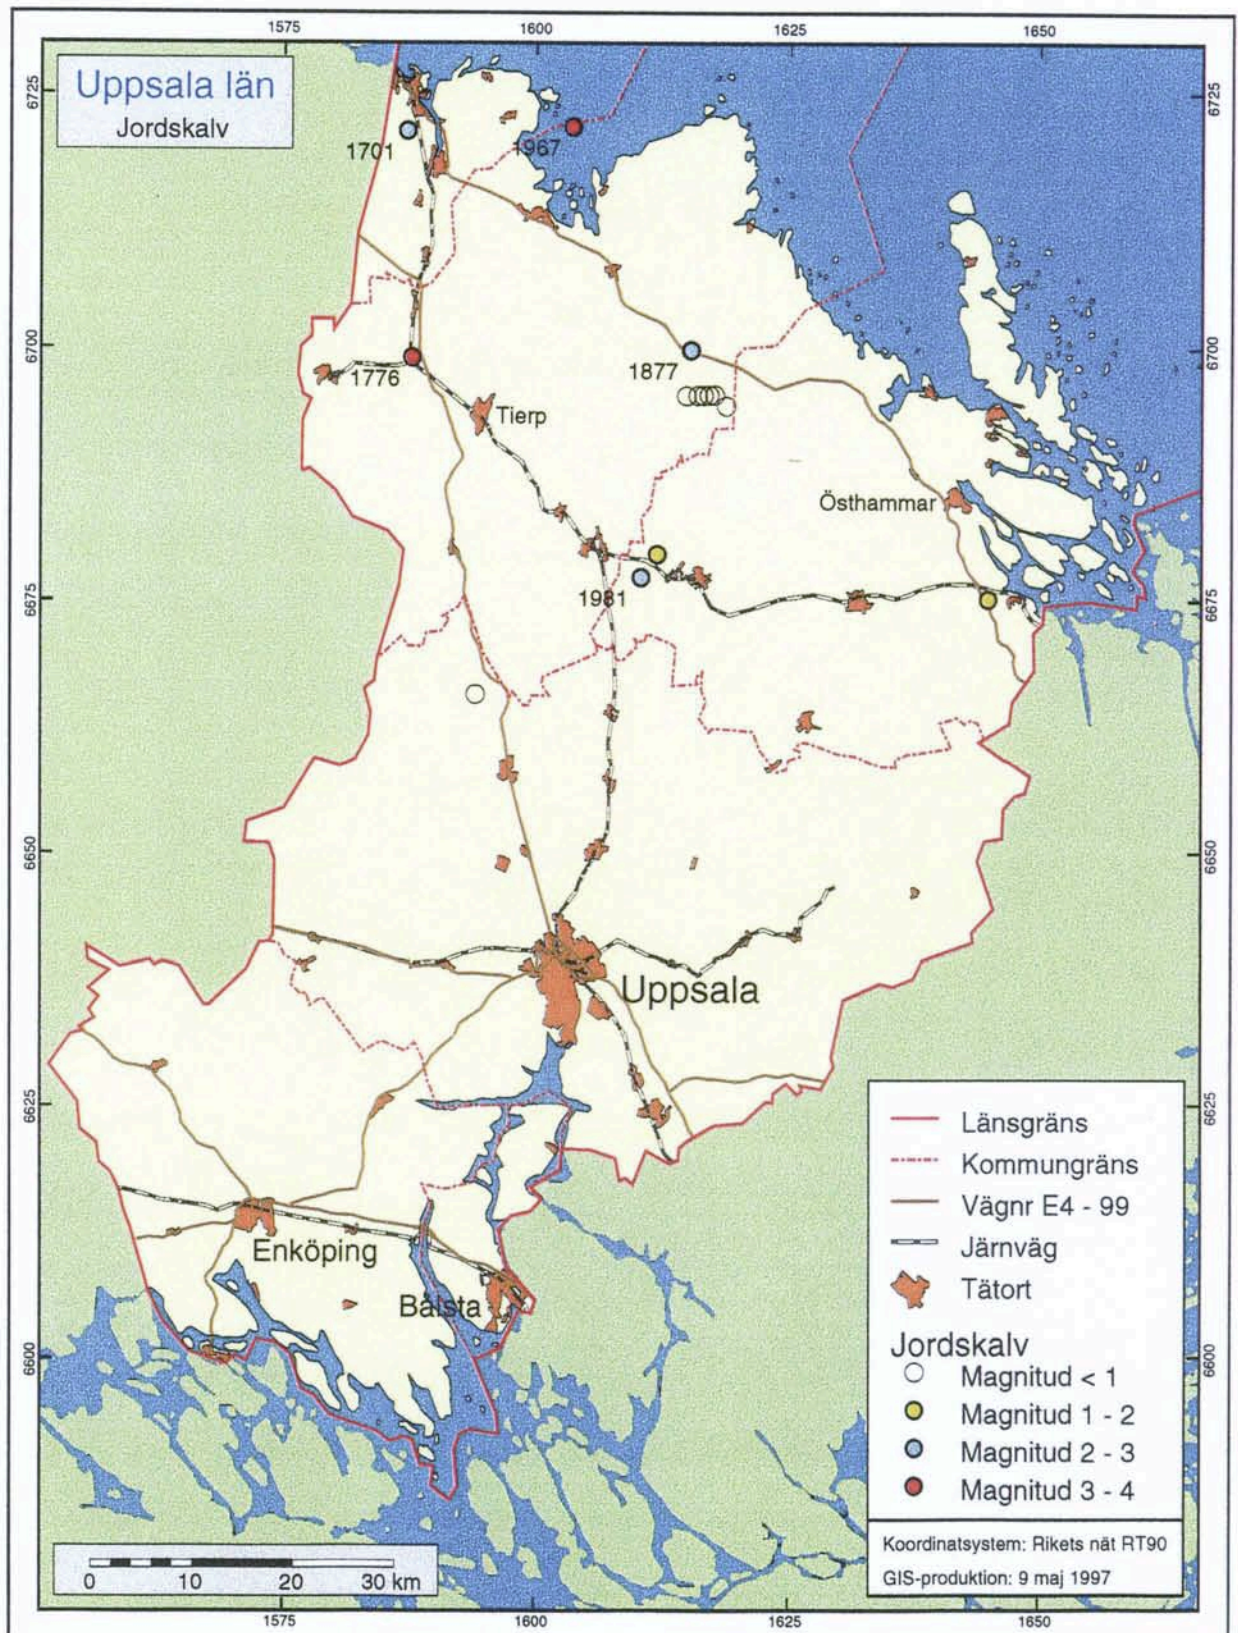 1575 1600 1625 1650
6725 6725
Uppsala län
Jordskalv
1701
1967
6700 6700
1877
1776
Tierp
Östhammar
6675 6675
1981
6650 6650
Uppsala
6625 6625
Länsgräns
Kommungräns
Vägnr E4 - 99
Järnväg
Tätort
Enköping
Bålsta
6600 6600
Jordskalv
Magnitud < 1
Magnitud 1 - 2
Magnitud 2 - 3
Magnitud 3 - 4
Koordinatsystem: Rikets nät RT90
GIS-produktion: 9 maj 1997
0 10 20 30 km
1575 1600 1625 1650